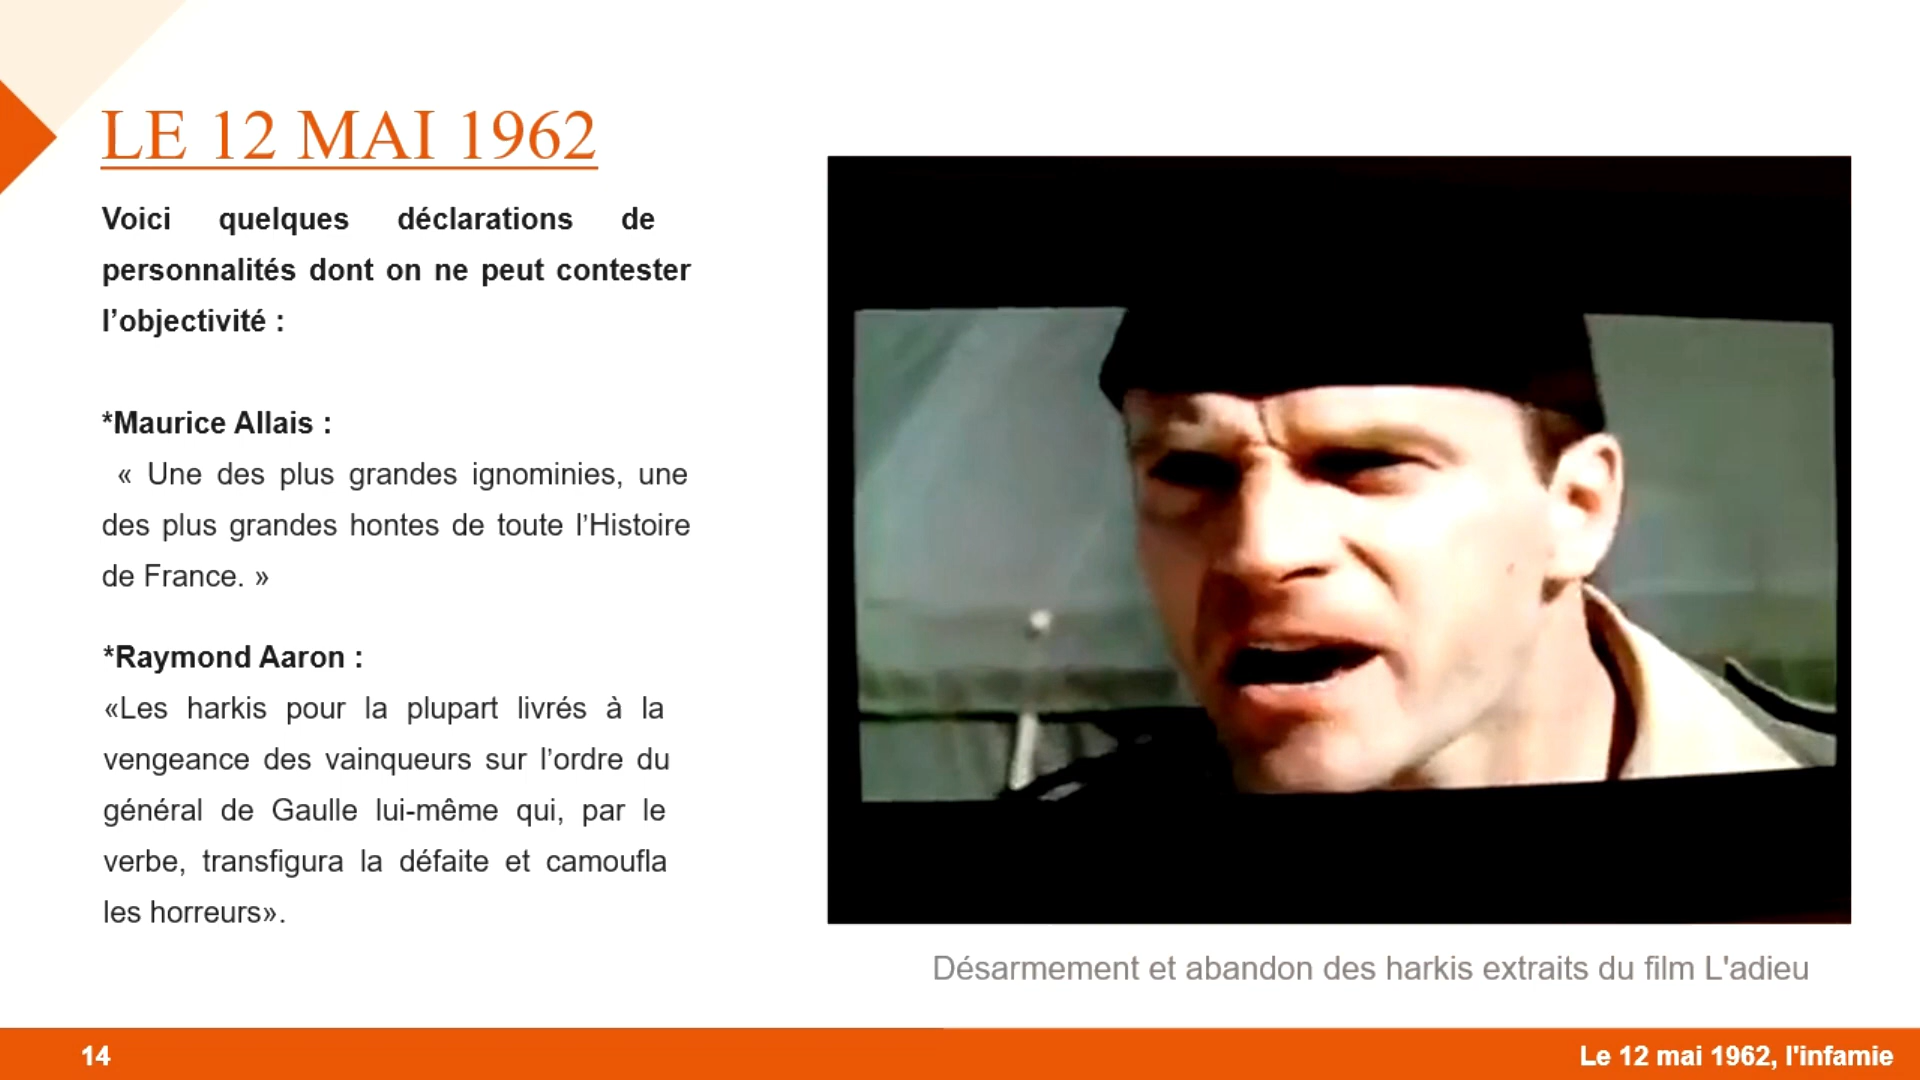 LE 12 MAI 1962
Voici quelques déclarations de
personnalités dont on ne peut contester
l’objectivité :
*Maurice Allais :
« Une des plus grandes ignominies, une
des plus grandes hontes de toute l’Histoire
de France. »
*Raymond Aaron :
«Les harkis pour la plupart livrés à la
vengeance des vainqueurs sur l’ordre du
général de Gaulle lui-même qui, par le
verbe, transfigura la défaite et camoufla
les horreurs».
Désarmement et abandon des harkis extraits du film L'adieu
14
Le 12 mai 1962, l'infamie